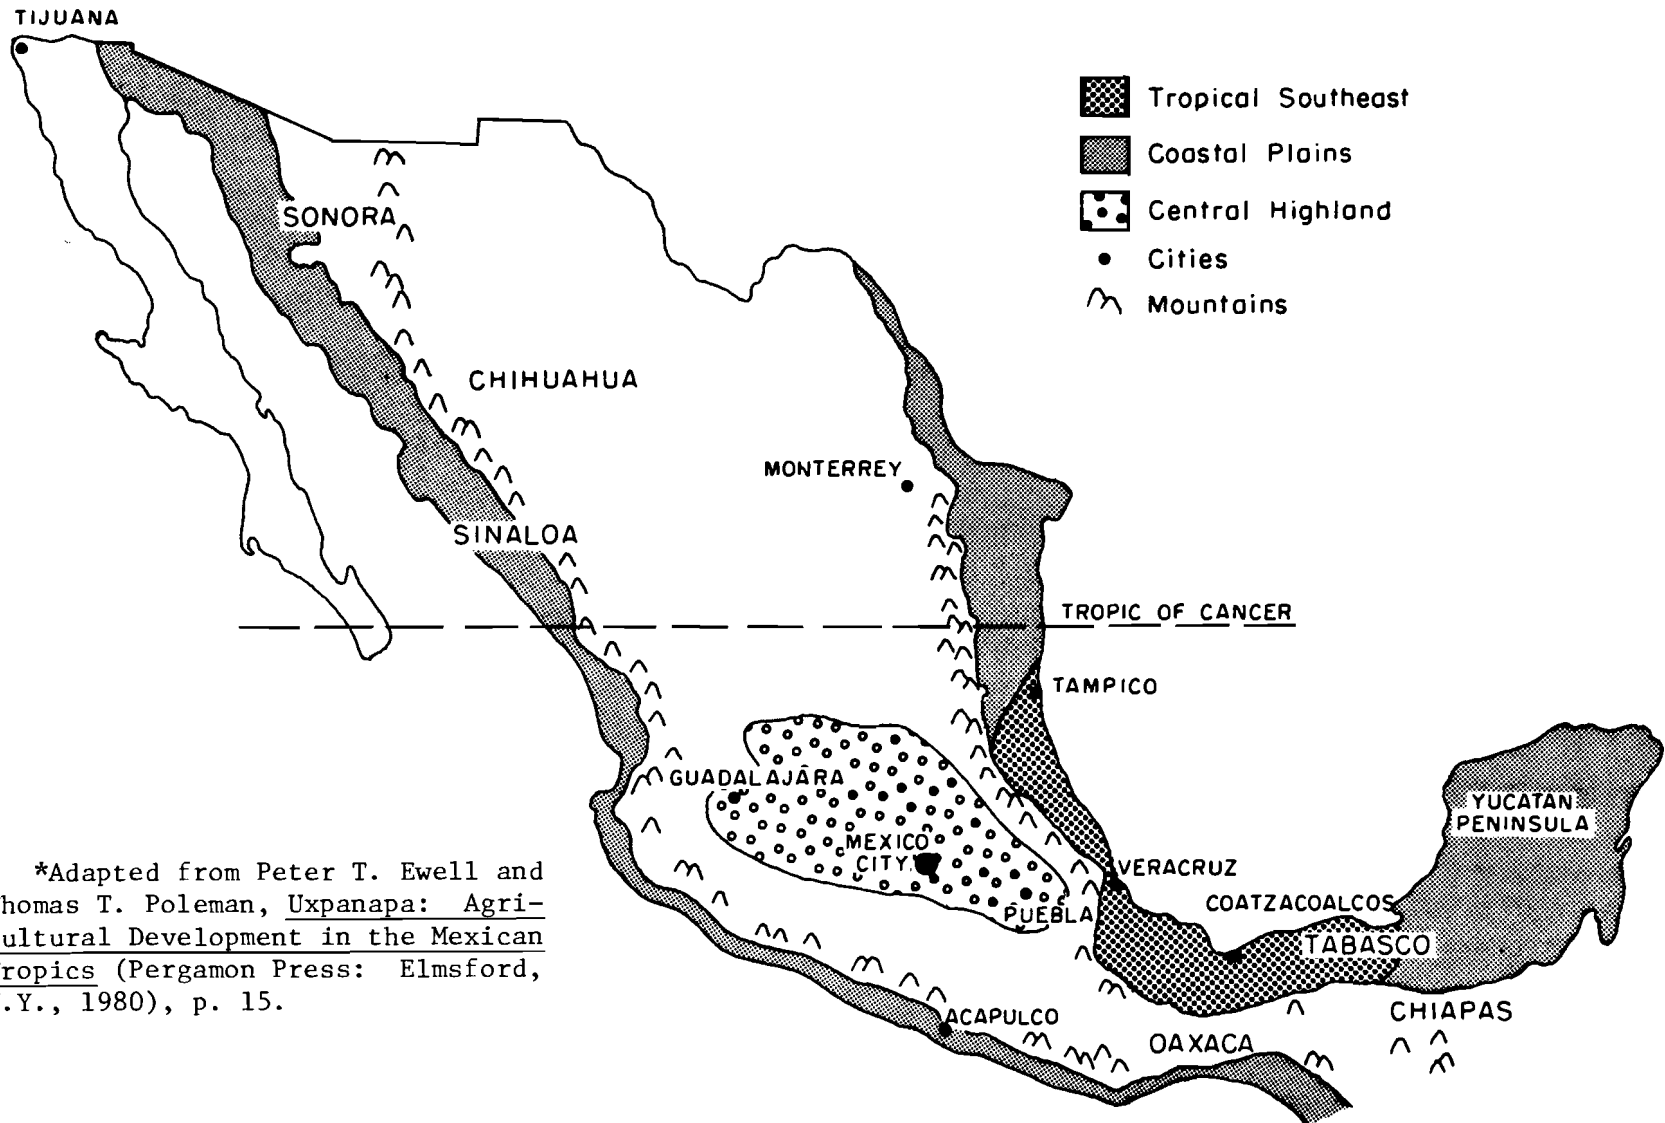 TIJUANA
Tropical Southeast
Coastal Plains
Central Highland
Cities
Mountains
SONORA
CHIHUAHUA
MONTERREY
SINALOA
TROPIC OF CANCER
TAMPICO
GUADALAJARA
YUCATAN
PENINSULA
MEXICO
CITY
VERACRUZ
COATZACOALCOS
PUEBLA
TABASCO
CHIAPAS
ACAPULCO
OAXACA
*Adapted from Peter T. Ewell and
homas T. Poleman, Uxpanapa: Agri-
ultural Development in the Mexican
ropics (Pergamon Press: Elmsford,
.Y., 1980), p. 15.